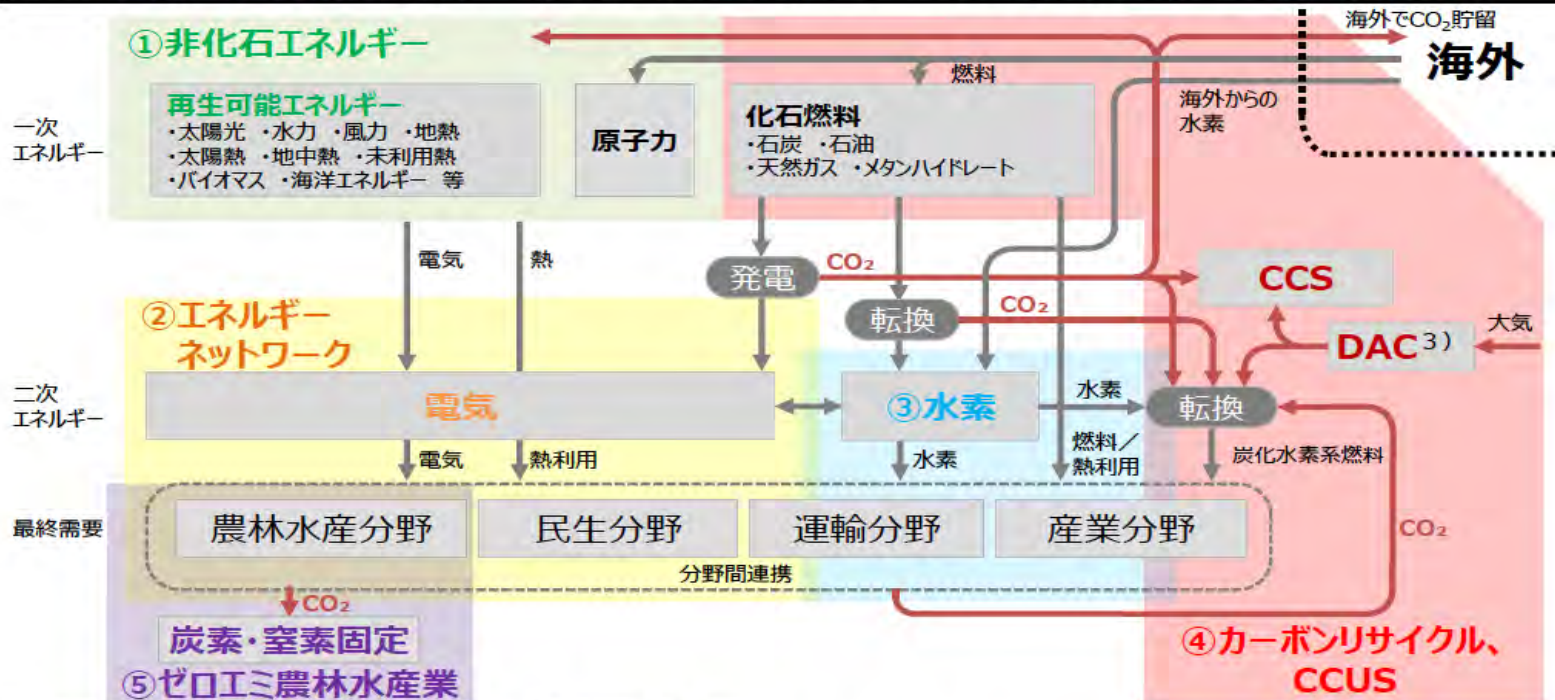 ①非化石エネルギー
海外でCO₂貯留
海外
燃料
海外からの
水素
一次
エネルギー
再生可能エネルギー
・太陽光 ・水力 ・風力 ・地熱
・太陽熱 ・地中熱 ・未利用熱
・バイオマス ・海洋エネルギー 等
原子力
化石燃料
・石炭 ・石油
・天然ガス ・メタンハイドレート
電気
熱
発電
CO₂
CCS
②エネルギー
ネットワーク
転換
CO₂
DAC³⁾
大気
二次
エネルギー
電気
③水素
水素
転換
電気
熱利用
水素
燃料／
熱利用
炭化水素系燃料
最終需要
農林水産分野
民生分野
運輸分野
産業分野
CO₂
分野間連携
CO₂
炭素・窒素固定
⑤ゼロエミ農林水産業
④カーボンリサイクル、
CCUS